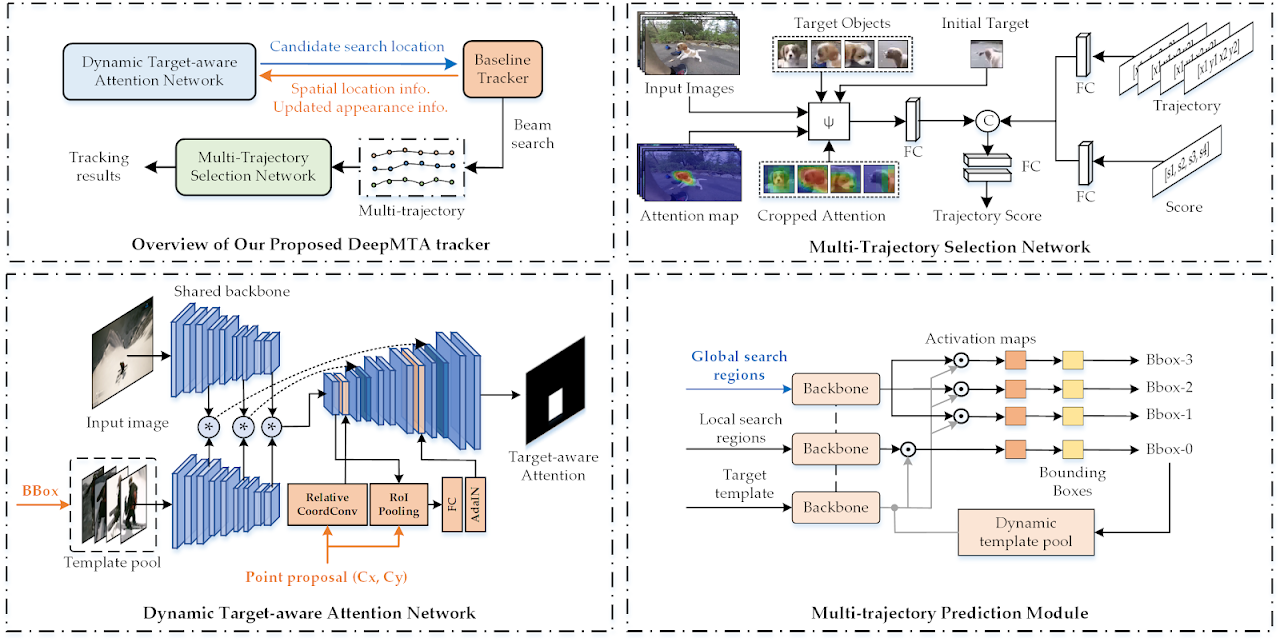 Dynamic Target-aware
Attention Network
Candidate search location
Spatial location info.
Updated appearance info.
Baseline
Tracker
Beam
search
Tracking
results
Multi-Trajectory
Selection Network
Multi-trajectory
Overview of Our Proposed DeepMTA tracker
Input Images
Target Objects
Initial Target
Attention map
Cropped Attention
ψ
FC
C
FC
Trajectory Score
FC
[x1 y1 x2 y2]
Trajectory
FC
[s1, s2, s3, s4]
Score
Multi-Trajectory Selection Network
Shared backbone
Input image
* * *
BBox
Template pool
Relative
CoordConv
RoI
Pooling
FC
AdaIN
Point proposal (Cx, Cy)
Target-aware
Attention
Dynamic Target-aware Attention Network
Global search
regions
Backbone
Local search
regions
Backbone
Target
template
Backbone
Activation maps
Bbox-3
Bbox-2
Bbox-1
Bbox-0
Bounding
Boxes
Dynamic
template pool
Multi-trajectory Prediction Module